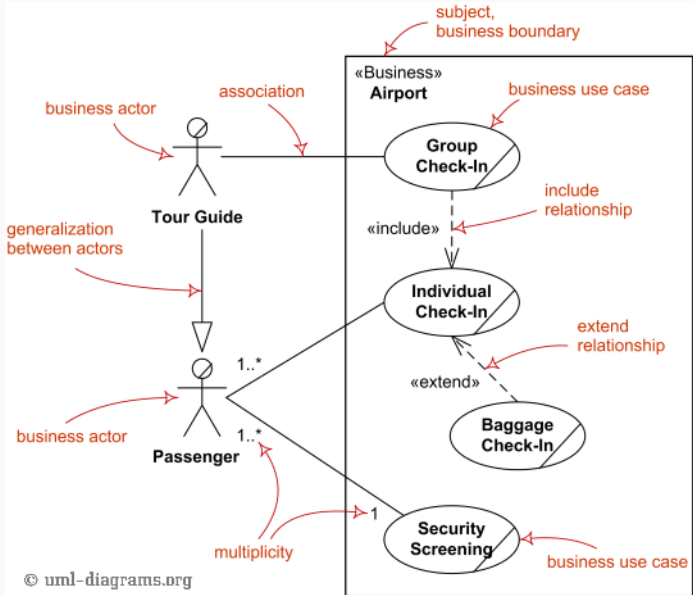 subject,
business boundary
«Business»
Airport
association
business use case
business actor
Group
Check-In
Tour Guide
include
relationship
«include»
generalization
between actors
Individual
Check-In
extend
relationship
1..*
«extend»
business actor
Passenger
1..*
Baggage
Check-In
multiplicity
1
Security
Screening
business use case
© uml-diagrams.org